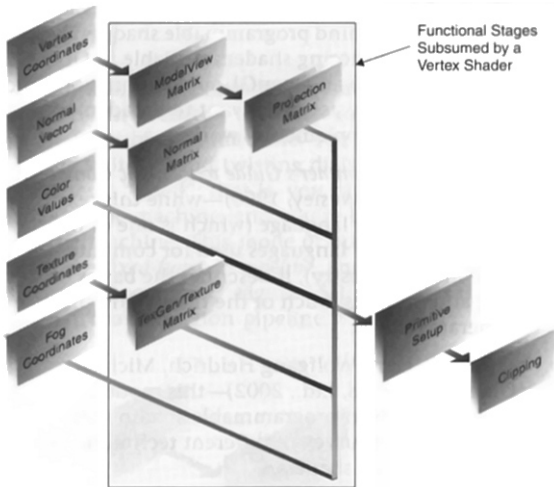 Functional Stages
Subsumed by a
Vertex Shader
Vertex
Coordinates
ModelView
Matrix
Projection
Matrix
Normal
Vector
Normal
Matrix
Color
Values
Texture
Coordinates
TexGen/Texture
Matrix
Fog
Coordinates
Primitive
Setup
Clipping